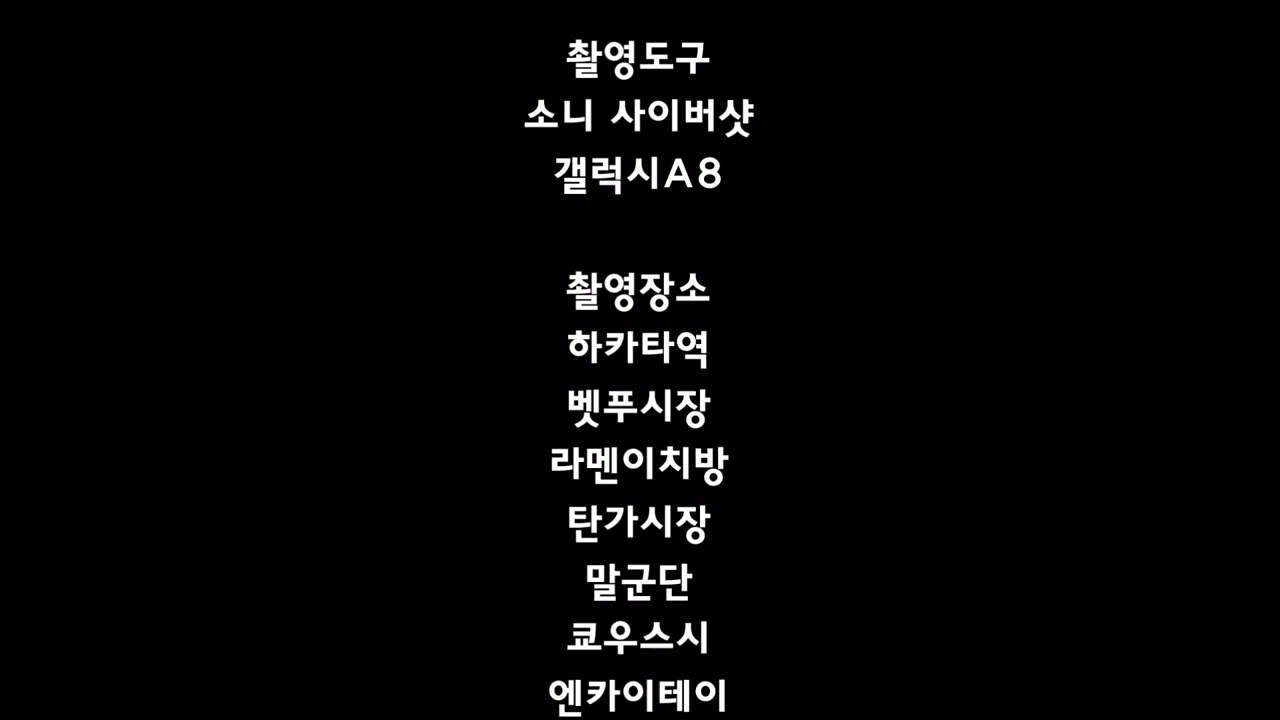 촬영도구
소니 사이버샷
갤럭시A8
촬영장소
하카타역
벳푸시장
라멘이치방
탄가시장
말군단
쿄우스시
엔카이테이